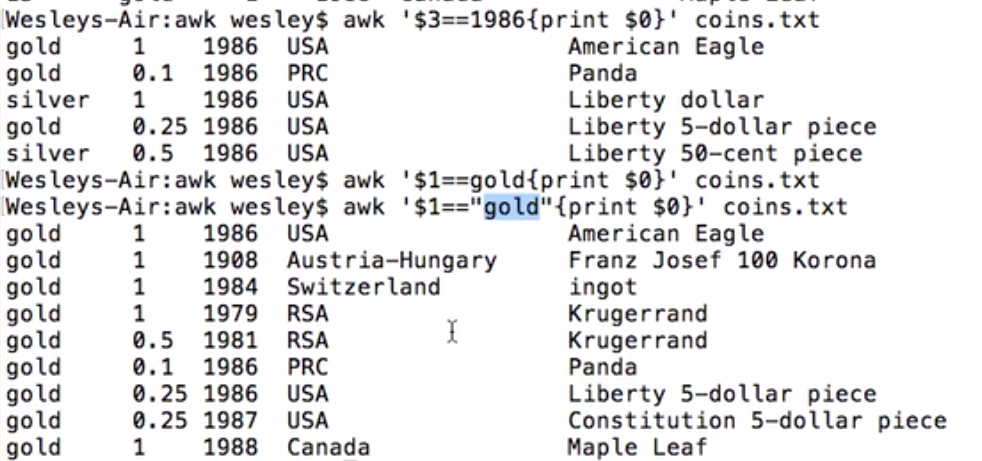 Wesleys-Air:awk wesley$ awk '$3==1986{print $0}' coins.txt
gold     1    1986  USA                 American Eagle
gold     0.1  1986  PRC                 Panda
silver   1    1986  USA                 Liberty dollar
gold     0.25 1986  USA                 Liberty 5-dollar piece
silver   0.5  1986  USA                 Liberty 50-cent piece
Wesleys-Air:awk wesley$ awk '$1==gold{print $0}' coins.txt
Wesleys-Air:awk wesley$ awk '$1=="gold"{print $0}' coins.txt
gold     1    1986  USA                 American Eagle
gold     1    1908  Austria-Hungary     Franz Josef 100 Korona
gold     1    1984  Switzerland         ingot
gold     1    1979  RSA                 Krugerrand
gold     0.5  1981  RSA                 Krugerrand
gold     0.1  1986  PRC                 Panda
gold     0.25 1986  USA                 Liberty 5-dollar piece
gold     0.25 1987  USA                 Constitution 5-dollar piece
gold     1    1988  Canada              Maple Leaf